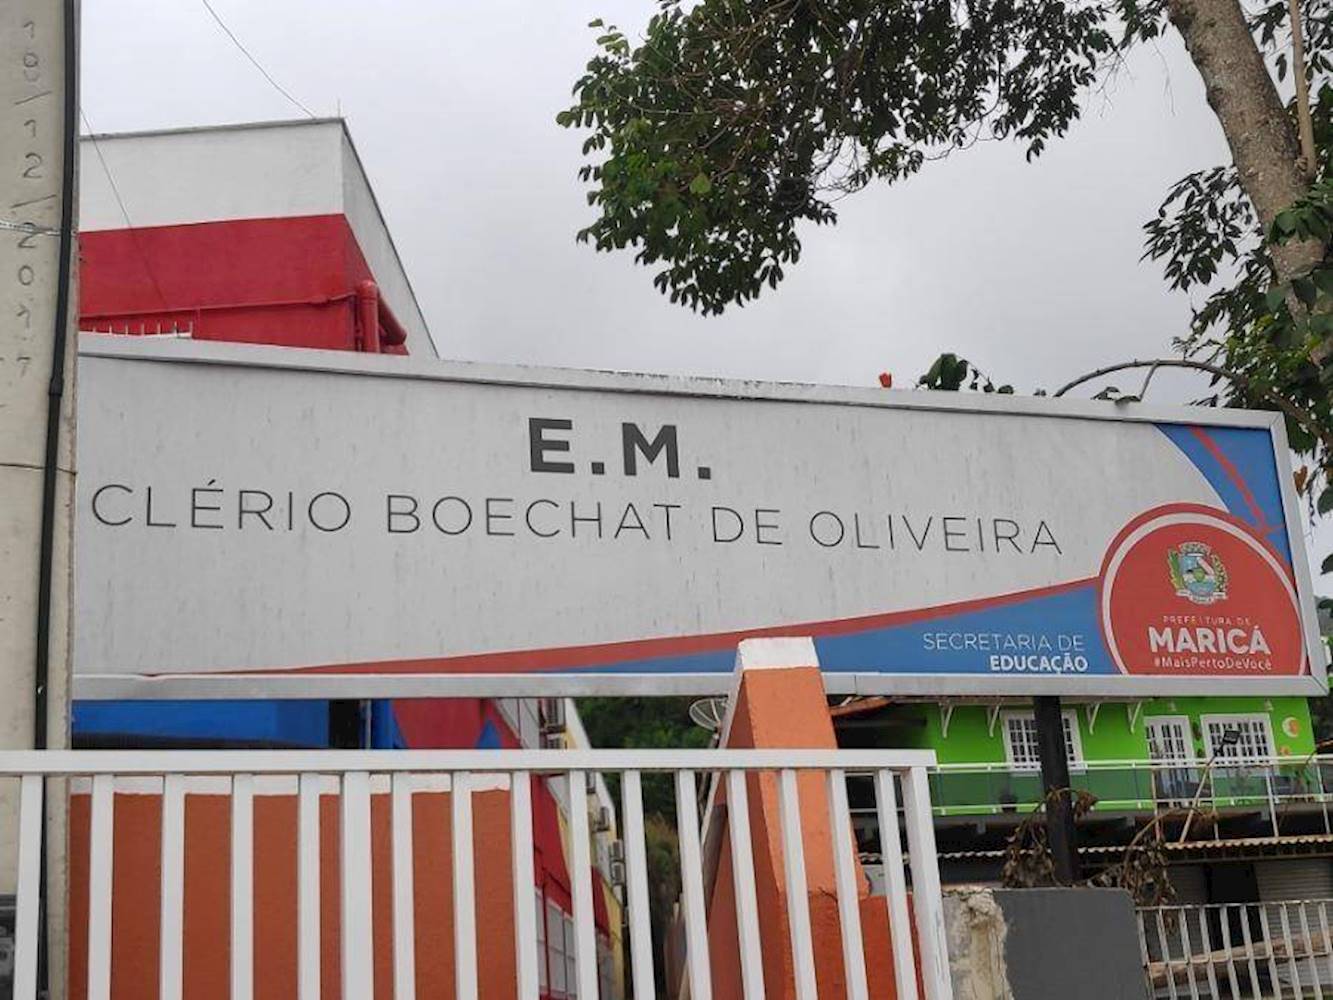 E.M.
CLÉRIO BOECHAT DE OLIVEIRA
SECRETARIA DE
EDUCAÇÃO
PREFEITURA DE
MARICÁ
#MaisPertoDeVocê